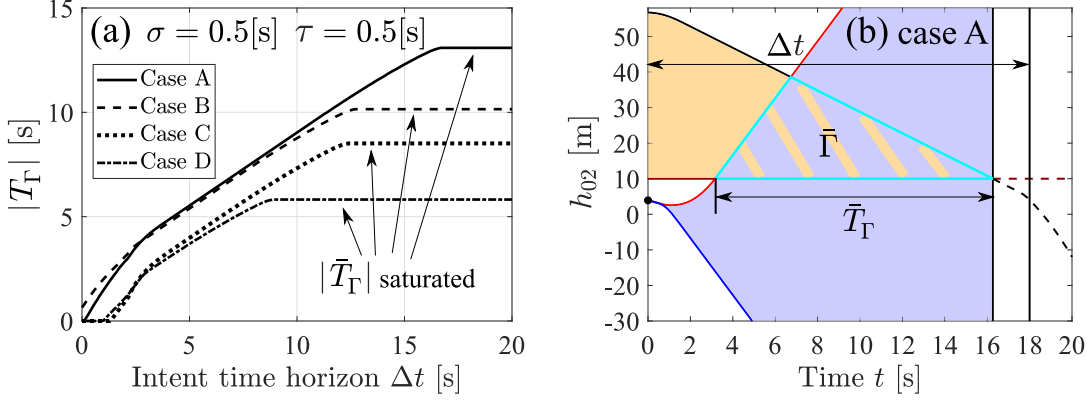 (a) σ = 0.5[s] τ = 0.5[s]
Case A
Case B
Case C
Case D
|T̄_Γ| saturated
15
10
5
0
|T_Γ| [s]
0 5 10 15 20
Intent time horizon Δt [s]
(b) case A
Δt
Γ̄
T̄_Γ
50
40
30
20
10
0
-10
-20
-30
h₀₂ [m]
0 2 4 6 8 10 12 14 16 18 20
Time t [s]